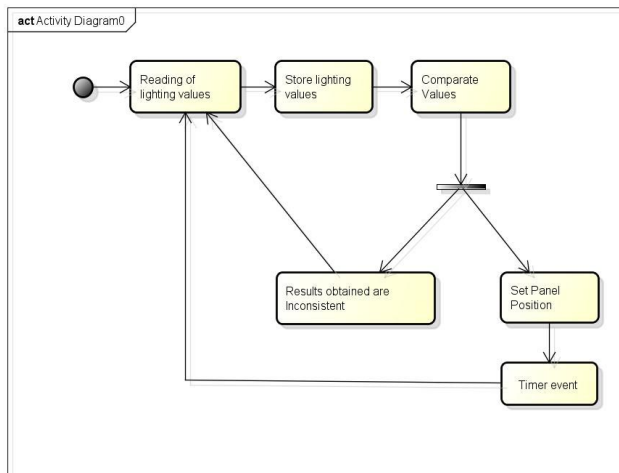 act Activity Diagram0
Reading of
lighting values
Store lighting
values
Comparate
Values
Results obtained are
Inconsistent
Set Panel
Position
Timer event